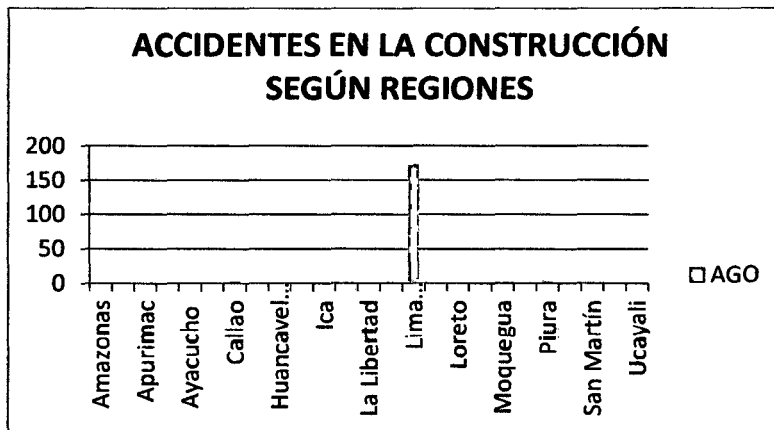 ACCIDENTES EN LA CONSTRUCCIÓN
SEGÚN REGIONES
200
150
100
50
0
AGO
Amazonas
Apurimac
Ayacucho
Callao
Huancavel..
Ica
La Libertad
Lima..
Loreto
Moquegua
Piura
San Martín
Ucayali